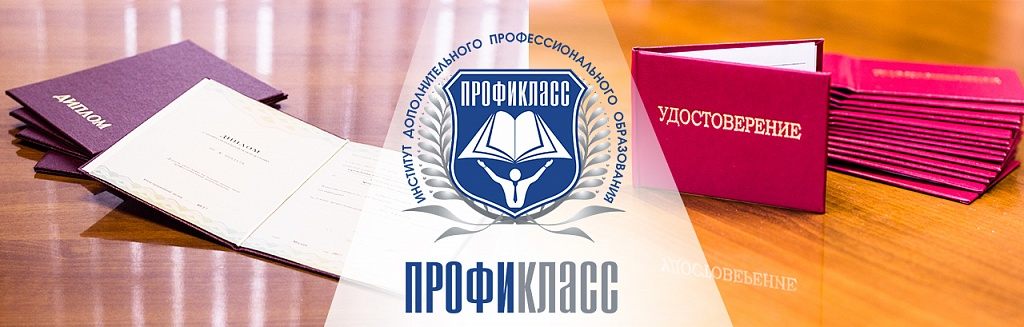 ДИПЛОМ
ДИПЛОМ
ИНСТИТУТ ДОПОЛНИТЕЛЬНОГО ПРОФЕССИОНАЛЬНОГО ОБРАЗОВАНИЯ
ПРОФИКЛАСС
ПРОФИКЛАСС
УДОСТОВЕРЕНИЕ